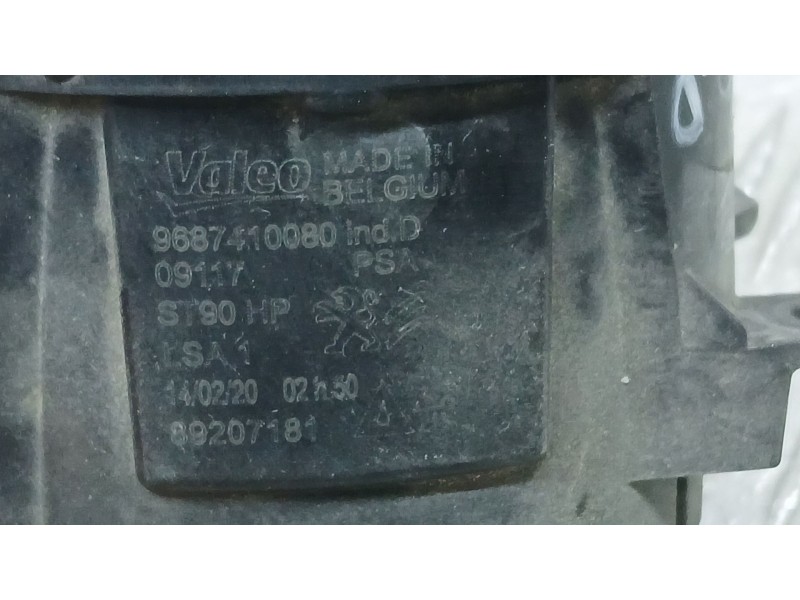 Valeo MADE IN
BELGIUM
9687410080 Ind.D
09117 PSA
ST90 HP
LSA 1
14/02/20 02 h 50
89207181